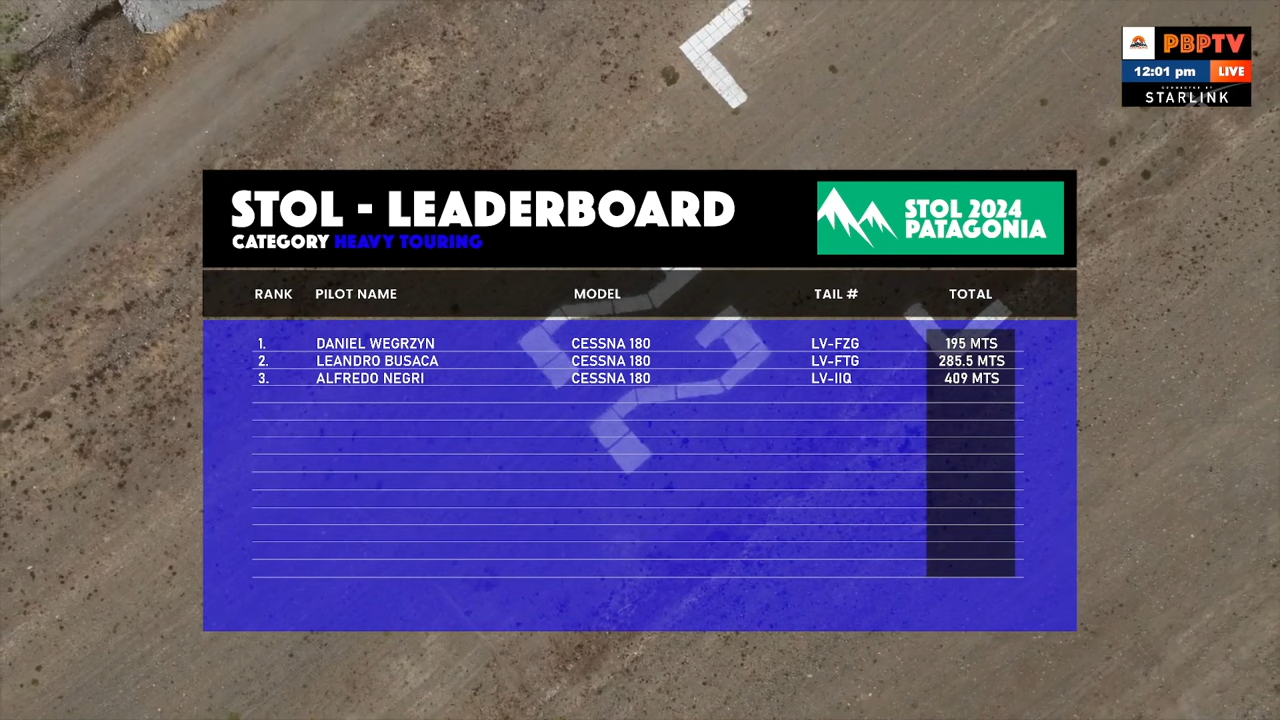 PBPTV
12:01 pm LIVE
STARLINK
STOL - LEADERBOARD
CATEGORY HEAVY TOURING
STOL 2024
PATAGONIA
RANK PILOT NAME MODEL TAIL # TOTAL
1. DANIEL WEGRZYN CESSNA 180 LV-FZG 195 MTS
2. LEANDRO BUSACA CESSNA 180 LV-FTG 285.5 MTS
3. ALFREDO NEGRI CESSNA 180 LV-IIQ 409 MTS